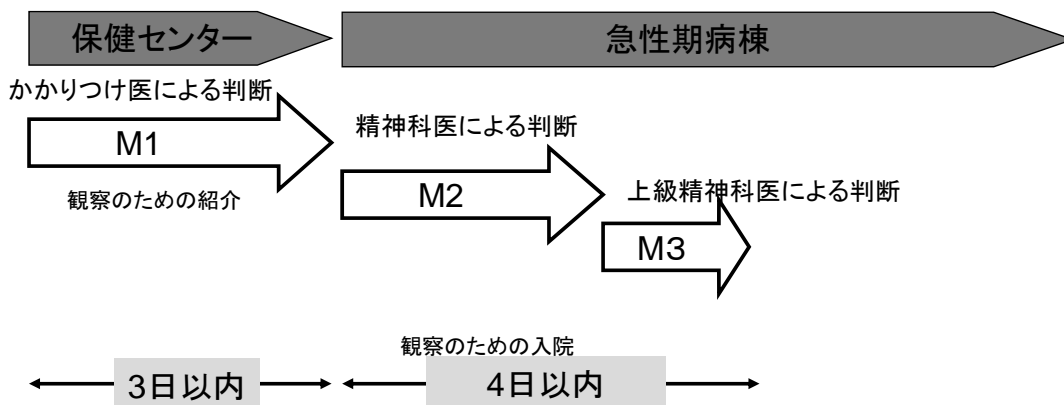 保健センター
急性期病棟
かかりつけ医による判断
M1
観察のための紹介
精神科医による判断
M2
上級精神科医による判断
M3
観察のための入院
3日以内
4日以内